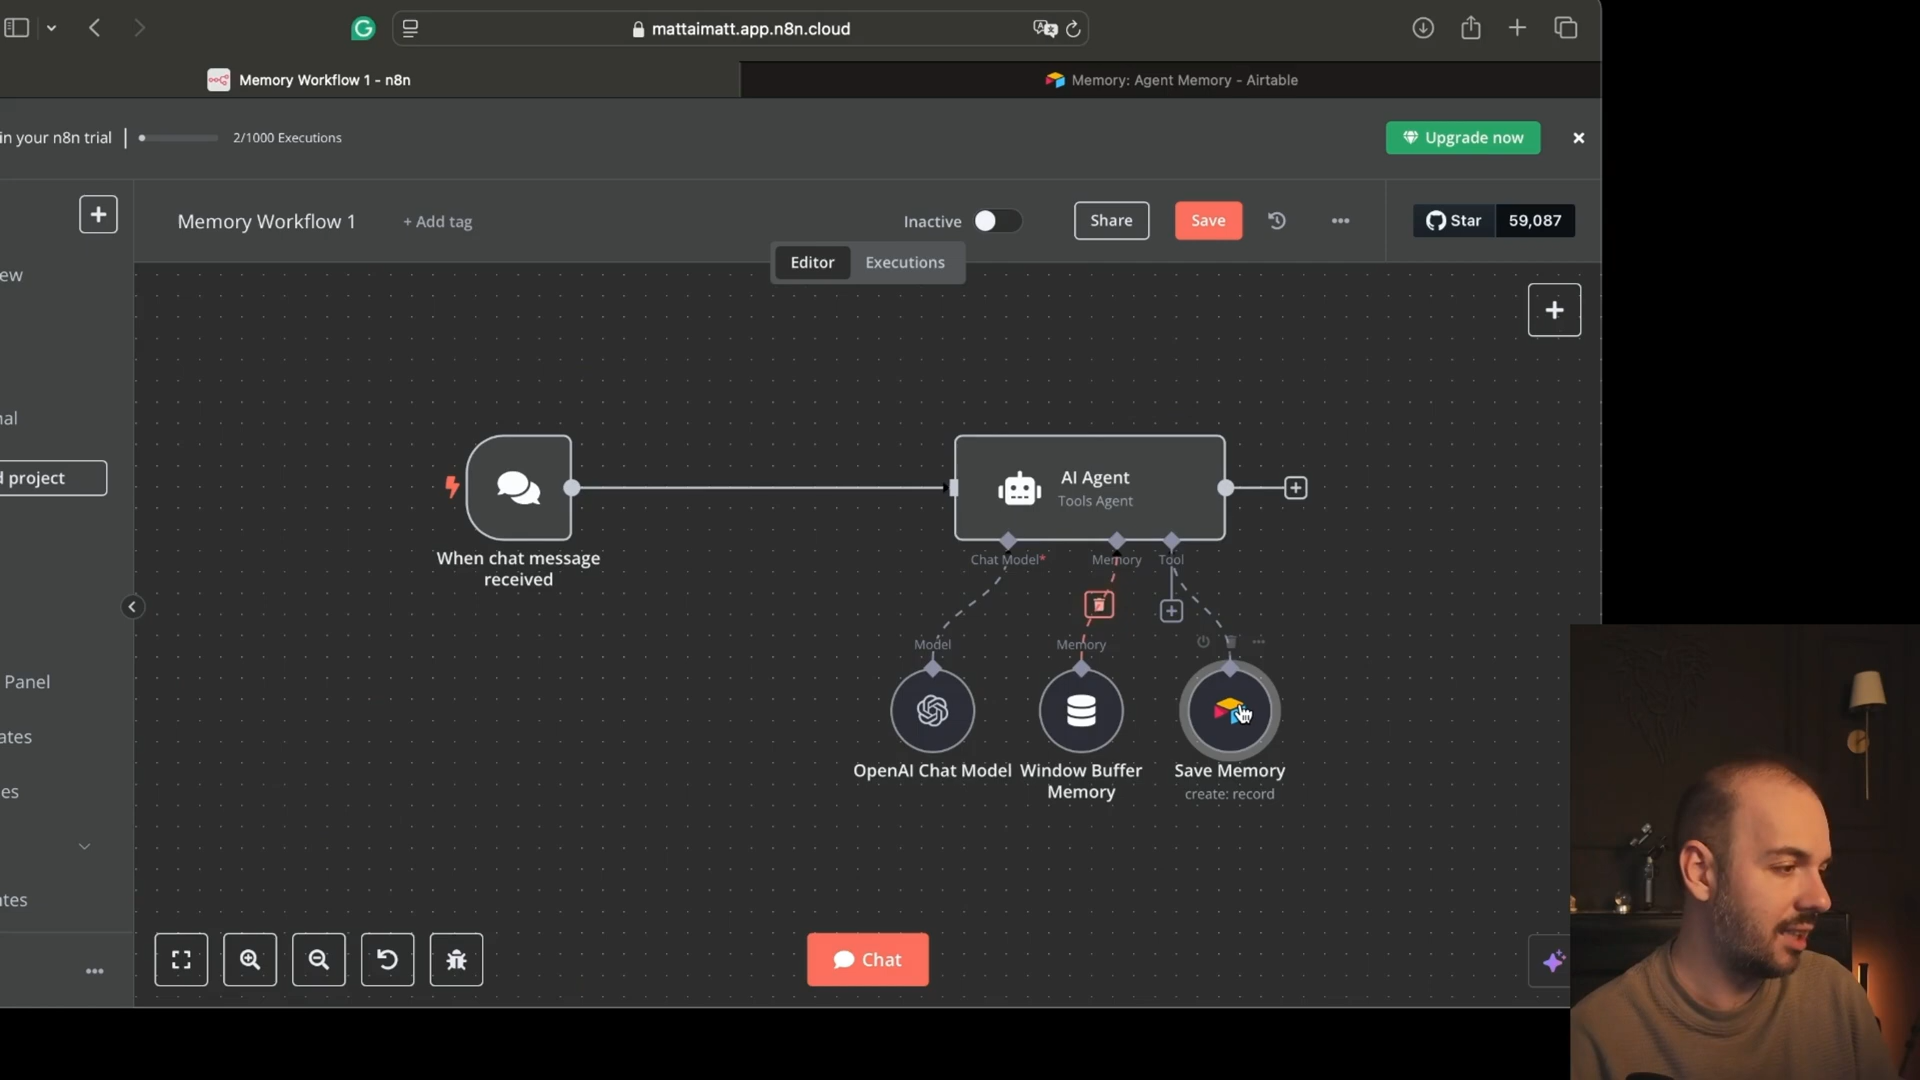 mattaimatt.app.n8n.cloud
Memory Workflow 1 - n8n
Memory: Agent Memory - Airtable
in your n8n trial
2/1000 Executions
Upgrade now
Memory Workflow 1
+ Add tag
Inactive
Share
Save
Star
59,087
Editor
Executions
ew
nal
d project
Panel
ates
es
ates
When chat message
received
AI Agent
Tools Agent
Chat Model*
Memory
Tool
Model
Memory
OpenAI Chat Model
Window Buffer
Memory
Save Memory
create: record
Chat